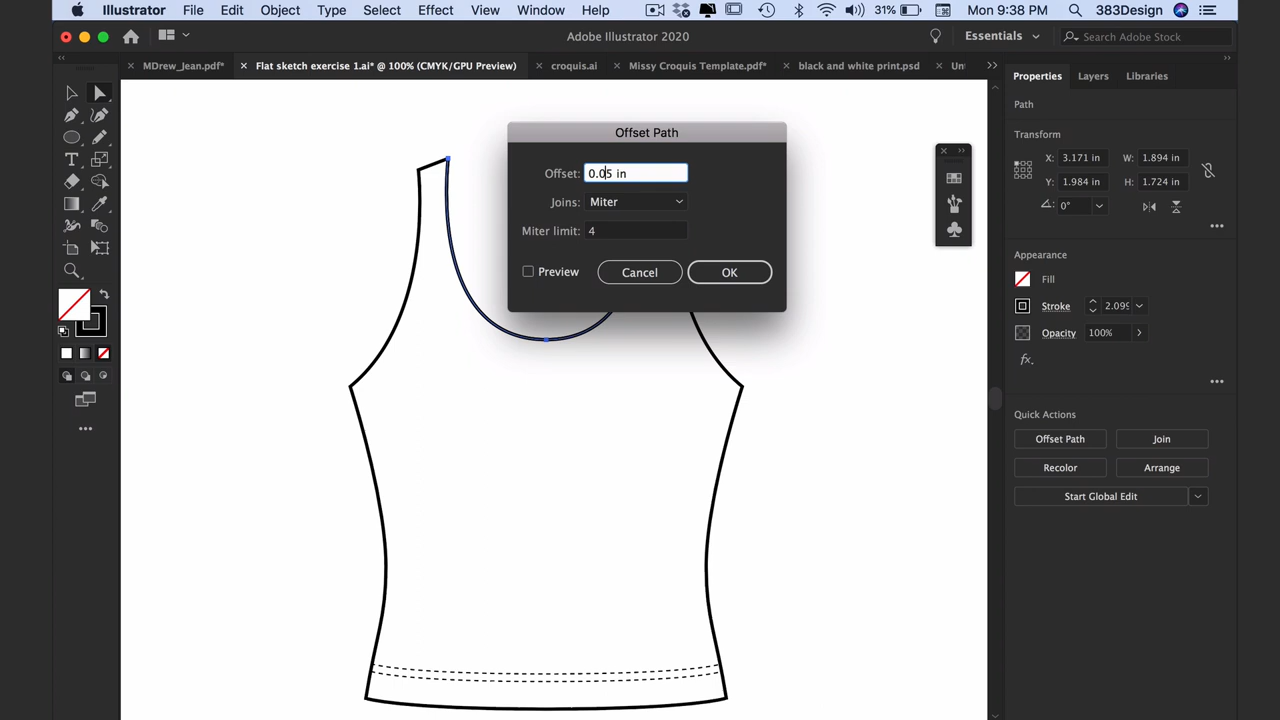 Illustrator File Edit Object Type Select Effect View Window Help 31% Mon 9:38 PM 383Design
Adobe Illustrator 2020 Essentials Search Adobe Stock
MDrew_Jean.pdf* Flat sketch exercise 1.ai* @ 100% (CMYK/GPU Preview) croquis.ai Missy Croquis Template.pdf* black and white print.psd Un
Properties Layers Libraries
Path
Offset Path
Transform
X: 3.171 in W: 1.894 in
Offset: 0.05 in
Y: 1.984 in H: 1.724 in
Joins: Miter
0°
Miter limit: 4
Appearance
Preview Cancel OK
Fill
Stroke 2.099
Opacity 100%
fx.
Quick Actions
Offset Path Join
Recolor Arrange
Start Global Edit